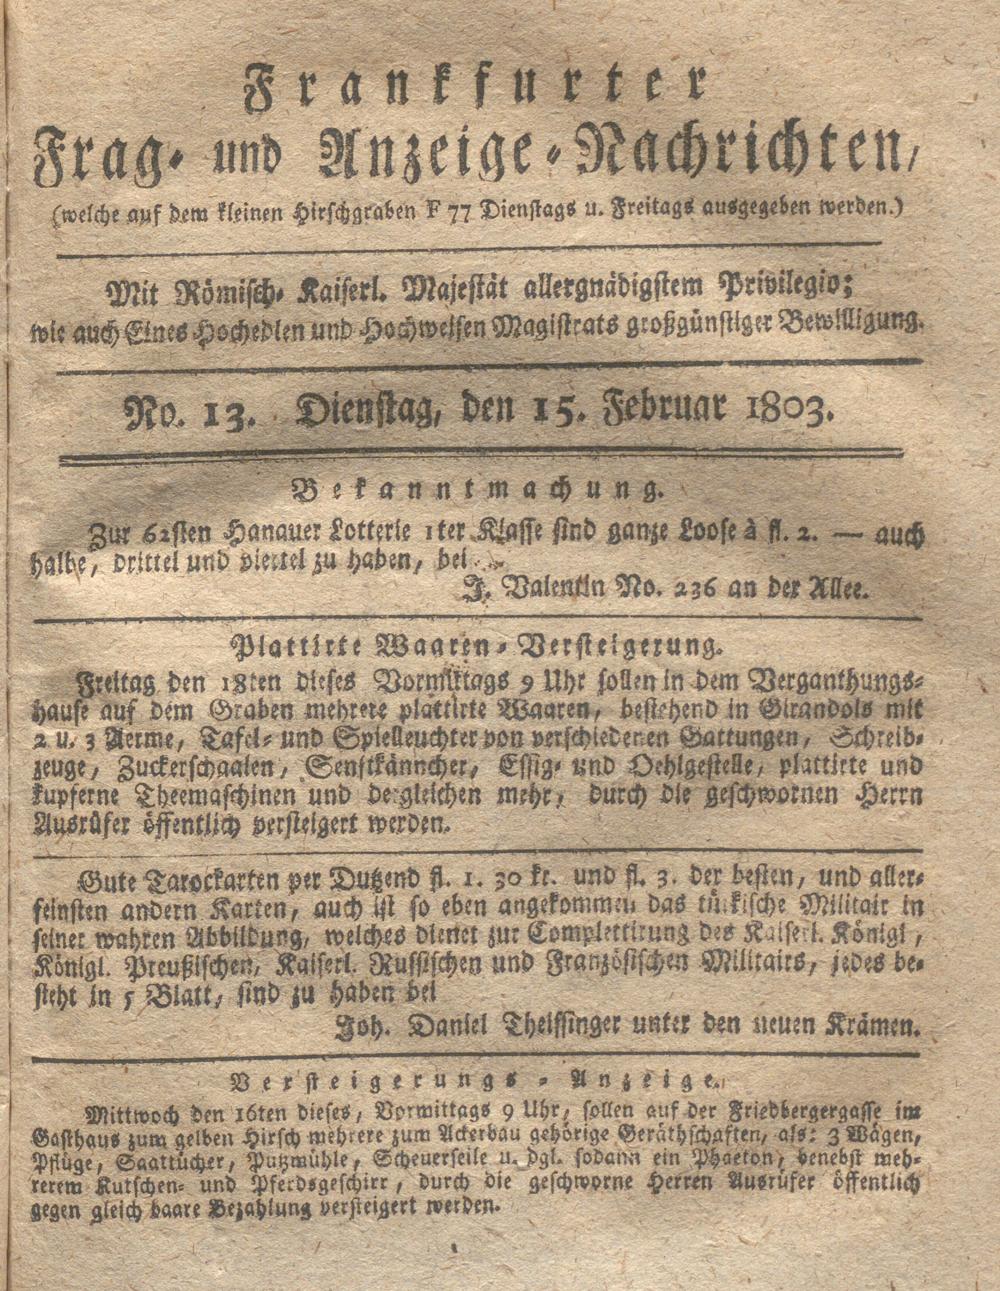 Frankfurter
Frag- und Anzeige-Nachrichten,
(welche auf dem kleinen Hirschgraben F 77 Dienstags u. Freitags ausgegeben werden.)
Mit Römisch- Kaiserl. Majestät allergnädigstem Privilegio;
wie auch Eines Hochedlen und Hochweisen Magistrats großgünstiger Bewilligung.
No. 13. Dienstag, den 15. Februar 1803.
Bekanntmachung.
Zur 62sten Hanauer Lotterie 1ter Klasse sind ganze Loose à fl. 2. — auch
halbe, drittel und viertel zu haben, bei
J. Valentin No. 236 an der Allee.
Plattirte Waaren-Versteigerung.
Freitag den 18ten dieses Vormittags 9 Uhr sollen in dem Verganthungs-
hause auf dem Graben mehrere plattirte Waaren, bestehend in Girandols mit
2 u. 3 Aerme, Tafel- und Spielleuchter von verschiedenen Gattungen, Schreib-
zeuge, Zuckerschaalen, Senfkänncher, Essig- und Oehlgestelle, plattirte und
kupferne Theemaschinen und dergleichen mehr, durch die geschwornen Herrn
Ausrüfer öffentlich versteigert werden.
Gute Tarockarten per Dutzend fl. 1. 30 kr. und fl. 3. der besten, und aller-
feinsten andern Karten, auch ist so eben angekommen das türkische Militair in
seiner wahren Abbildung, welches dienet zur Complettirung des Kaiserl. Königl,
Königl. Preußischen, Kaiserl. Russischen und Französischen Militairs, jedes be-
steht in 5 Blatt, sind zu haben bei
Joh. Daniel Theissinger unter den neuen Krämen.
Versteigerungs-Anzeige.
Mittwoch den 16ten dieses, Vormittags 9 Uhr, sollen auf der Friedbergergasse im
Gasthaus zum gelben Hirsch mehrere zum Ackerbau gehörige Geräthschaften, als: 3 Wägen,
Pflüge, Saattücher, Putzmühle, Scheuerseile u. dgl. sodann ein Phaeton, benebst meh-
rerem Kutschen- und Pferdsgeschirr, durch die geschworne Herren Ausrüfer öffentlich
gegen gleich baare Bezahlung versteigert werden.